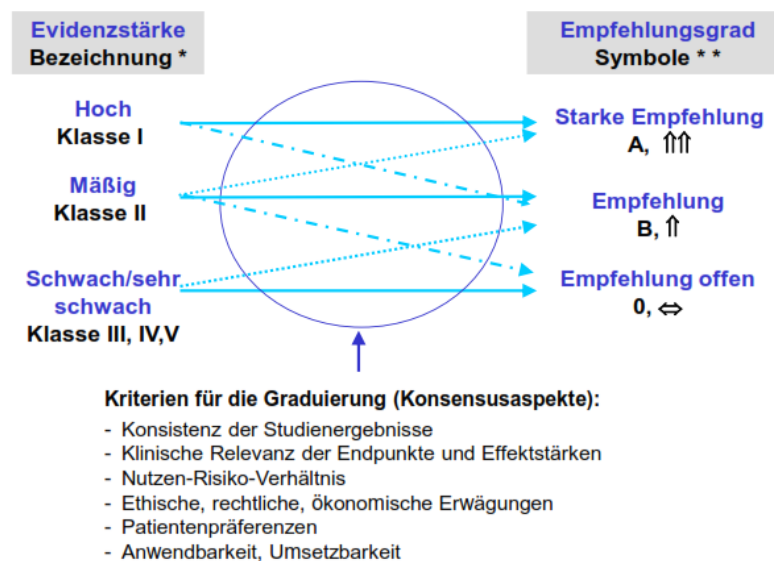 Evidenzstärke
Bezeichnung *
Empfehlungsgrad
Symbole * *
Hoch
Klasse I
Starke Empfehlung
A, ⇑⇑
Mäßig
Klasse II
Empfehlung
B, ⇑
Schwach/sehr
schwach
Klasse III, IV,V
Empfehlung offen
0, ⇔
Kriterien für die Graduierung (Konsensusaspekte):
- Konsistenz der Studienergebnisse
- Klinische Relevanz der Endpunkte und Effektstärken
- Nutzen-Risiko-Verhältnis
- Ethische, rechtliche, ökonomische Erwägungen
- Patientenpräferenzen
- Anwendbarkeit, Umsetzbarkeit